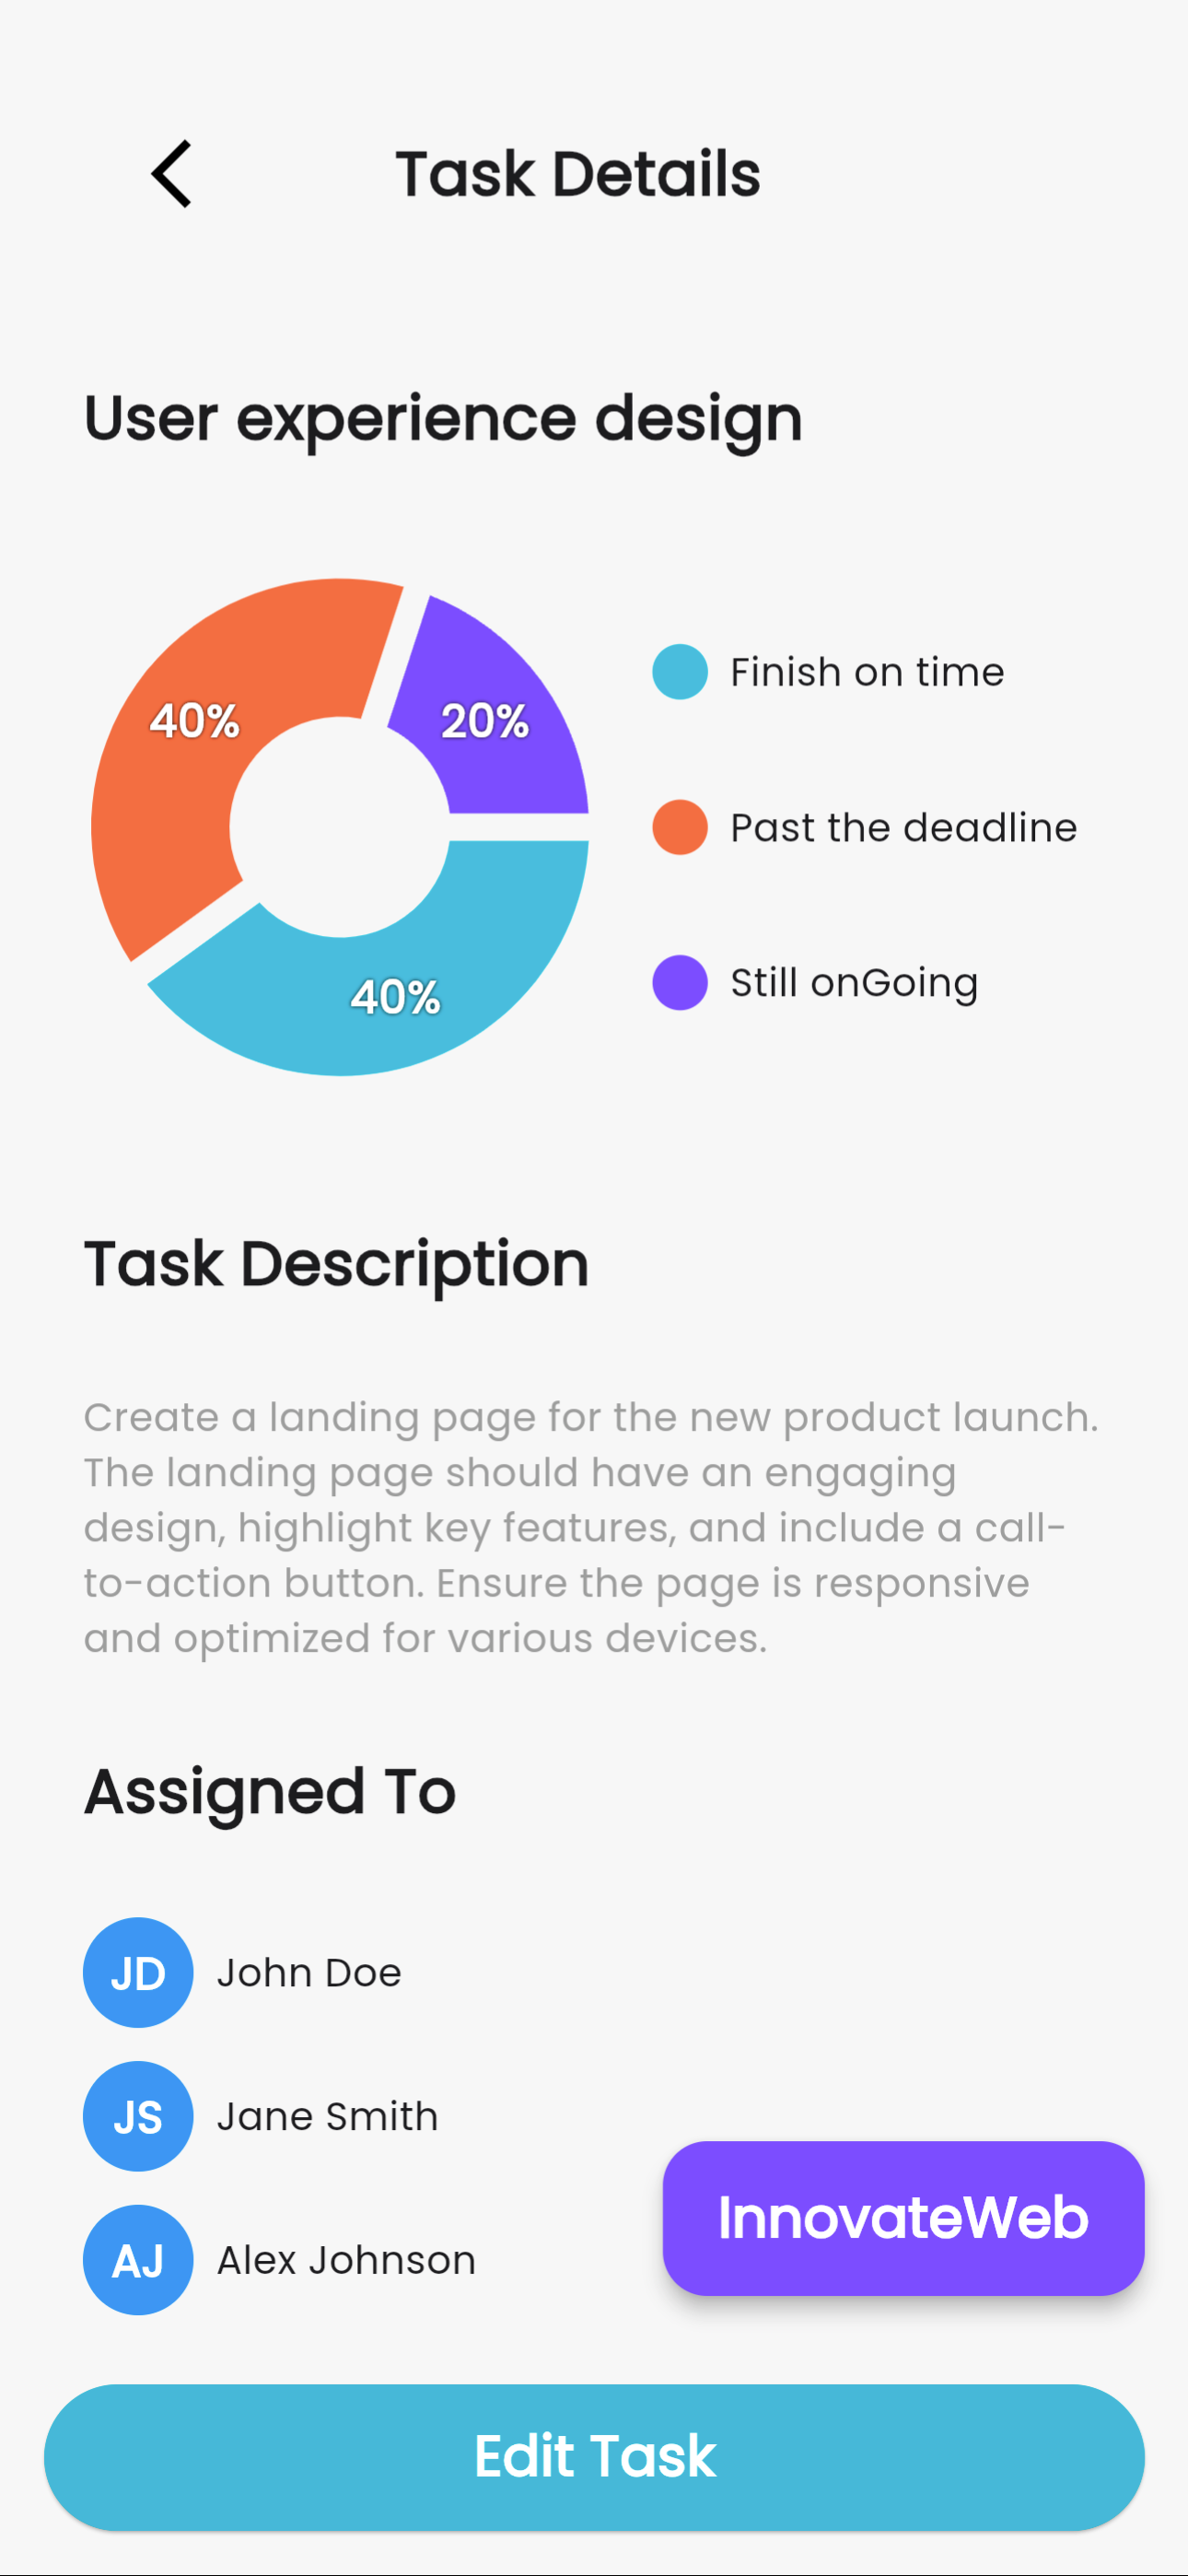 Task Details
User experience design
40%
20%
40%
Finish on time
Past the deadline
Still onGoing
Task Description
Create a landing page for the new product launch.
The landing page should have an engaging
design, highlight key features, and include a call-
to-action button. Ensure the page is responsive
and optimized for various devices.
Assigned To
JD John Doe
JS Jane Smith
AJ Alex Johnson
InnovateWeb
Edit Task